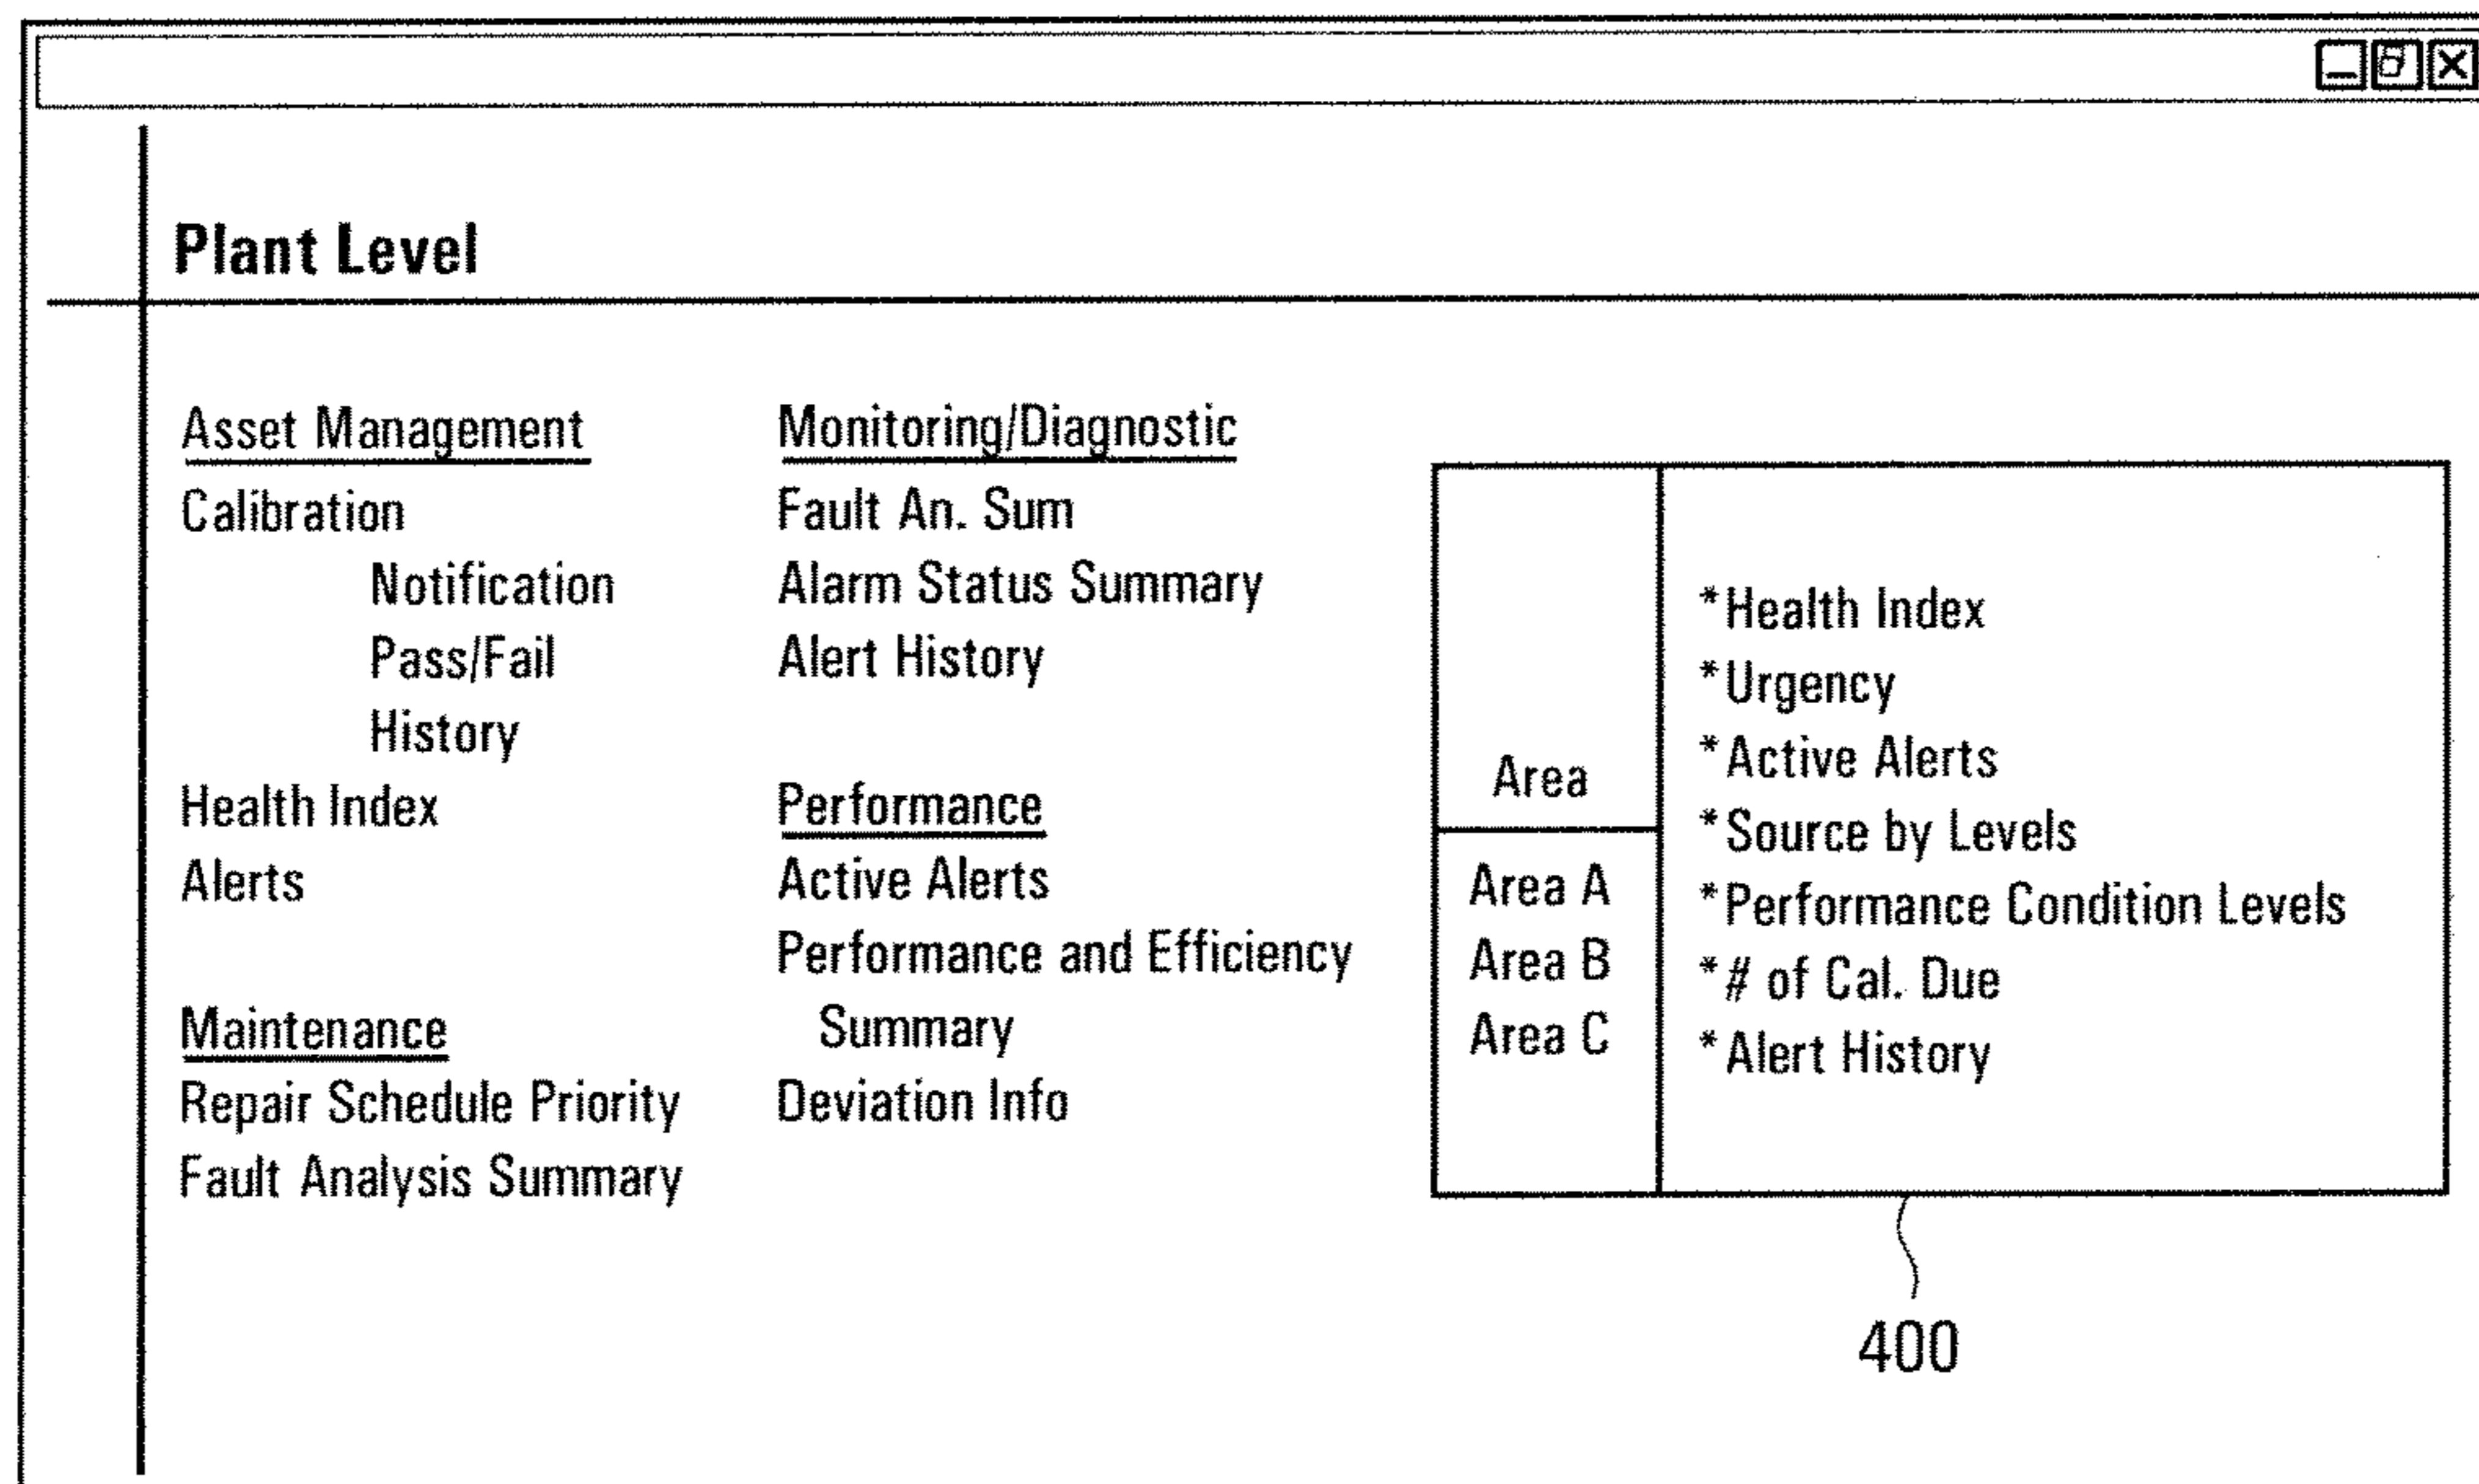 Plant Level
Asset Management
Calibration
Notification
Pass/Fail
History
Health Index
Alerts
Maintenance
Repair Schedule Priority
Fault Analysis Summary
Monitoring/Diagnostic
Fault An. Sum
Alarm Status Summary
Alert History
Performance
Active Alerts
Performance and Efficiency
Summary
Deviation Info
Area
Area A
Area B
Area C
*Health Index
*Urgency
*Active Alerts
*Source by Levels
*Performance Condition Levels
*# of Cal. Due
*Alert History
400